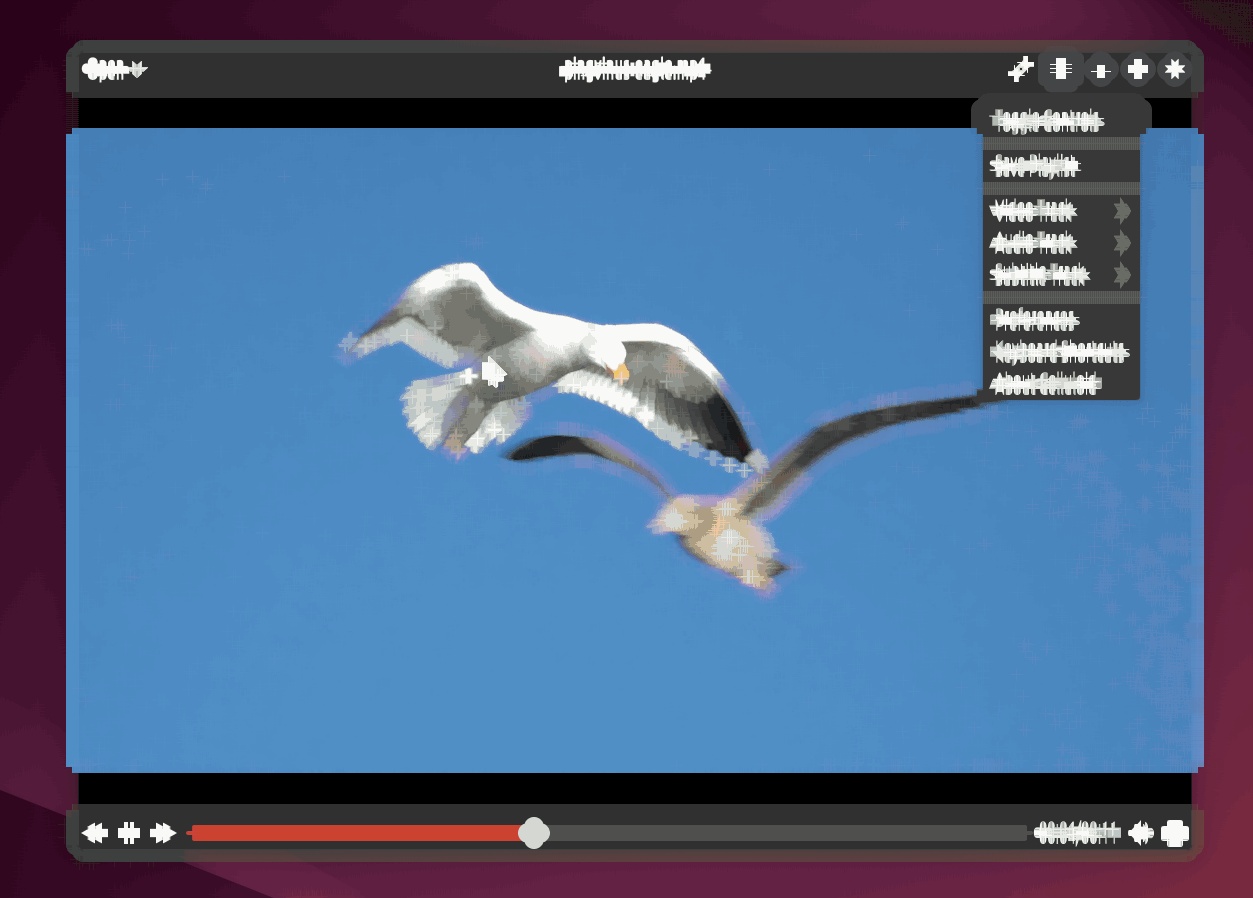 Open
Toggle Controls
Save Playlist
Video Track
Audio Track
Subtitle Track
Preferences
Keyboard Shortcuts
About Celluloid